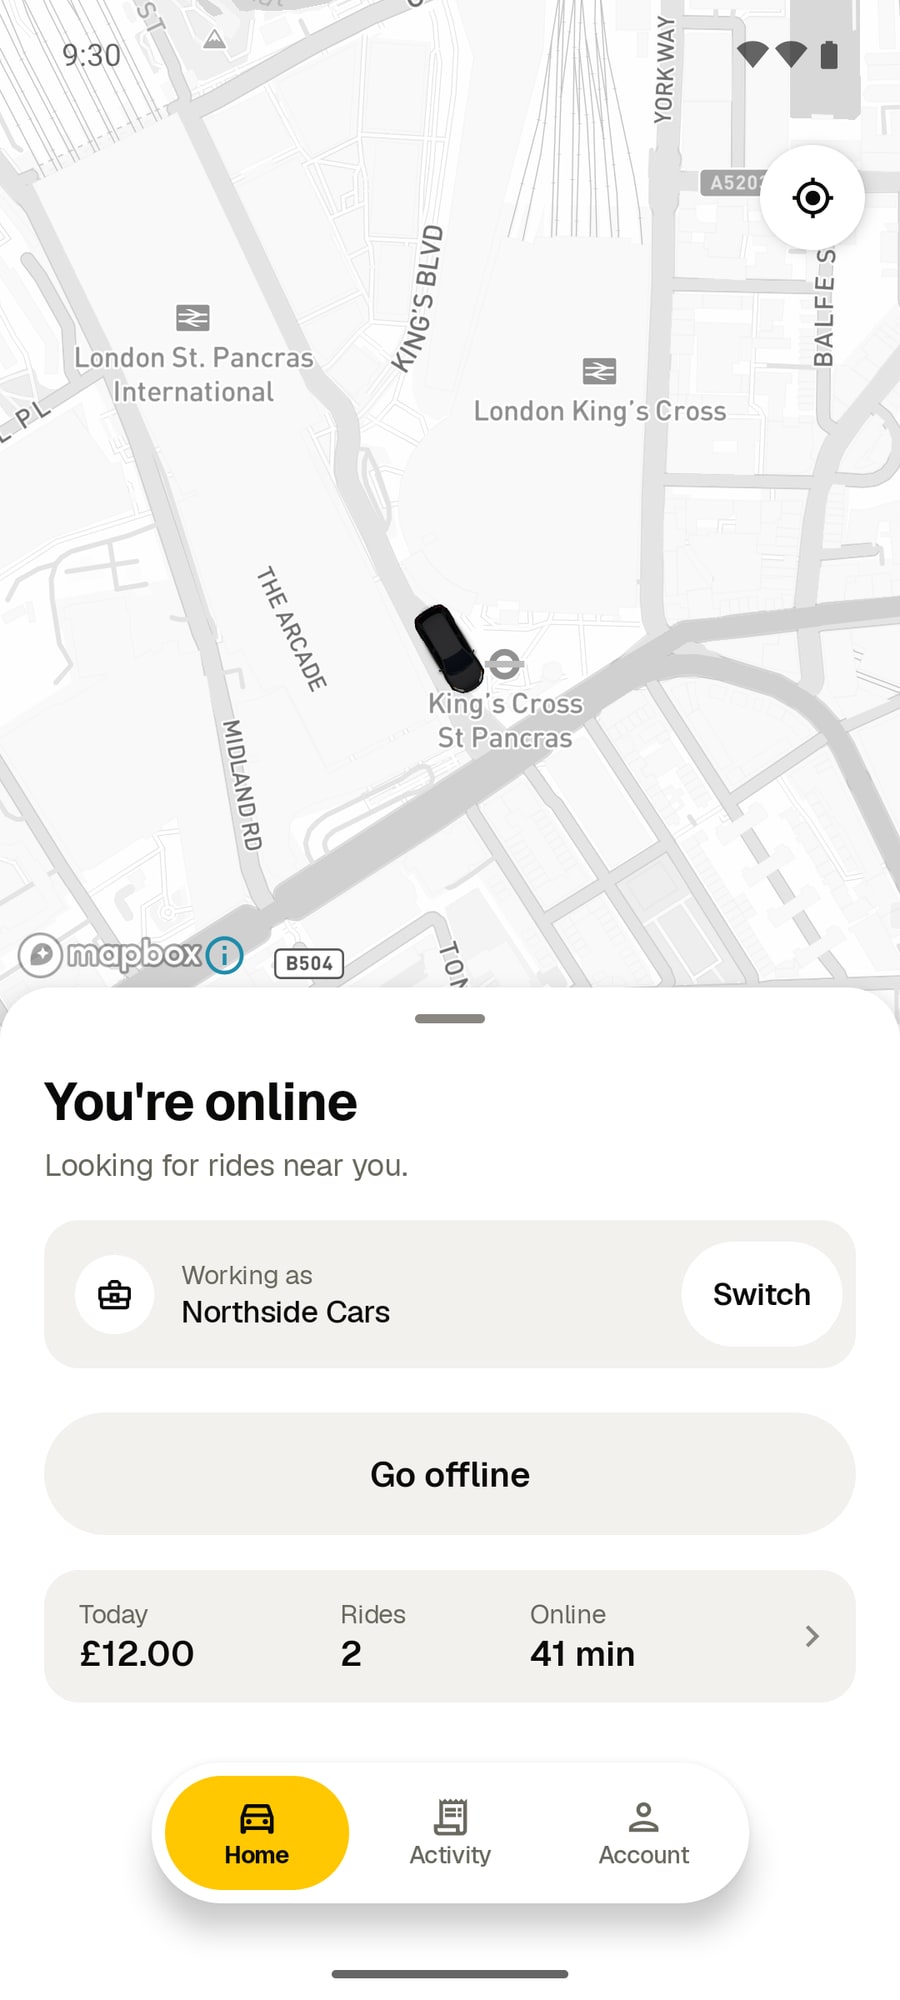 9:30
YORK WAY
A520
KING'S BLVD
BALFE S
London St. Pancras
International
London King's Cross
L PL
THE ARCADE
King's Cross
St Pancras
MIDLAND RD
mapbox
B504
TON
You're online
Looking for rides near you.
Working as
Northside Cars
Switch
Go offline
Today
£12.00
Rides
2
Online
41 min
Home
Activity
Account